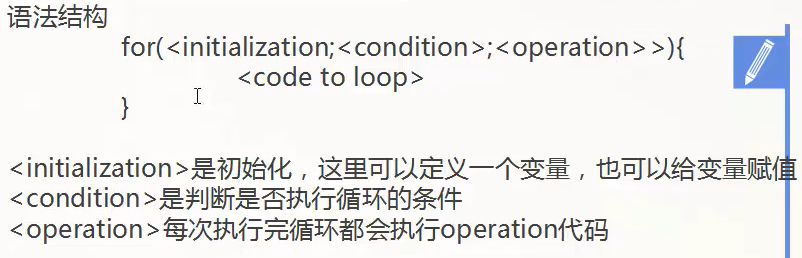 语法结构
for(<initialization;<condition>;<operation>>){
<code to loop>
}
<initialization>是初始化，这里可以定义一个变量，也可以给变量赋值
<condition>是判断是否执行循环的条件
<operation>每次执行完循环都会执行operation代码